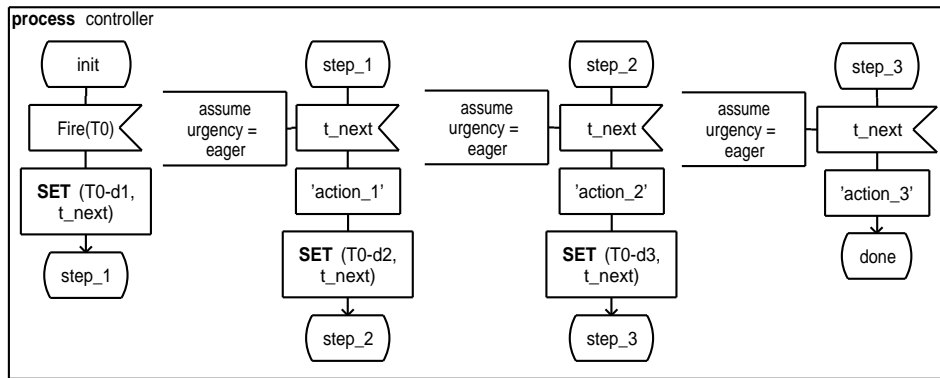 process controller
init
Fire(T0)
SET (T0-d1,
t_next)
step_1
step_1
assume
urgency =
eager
t_next
'action_1'
SET (T0-d2,
t_next)
step_2
step_2
assume
urgency =
eager
t_next
'action_2'
SET (T0-d3,
t_next)
step_3
step_3
assume
urgency =
eager
t_next
'action_3'
done